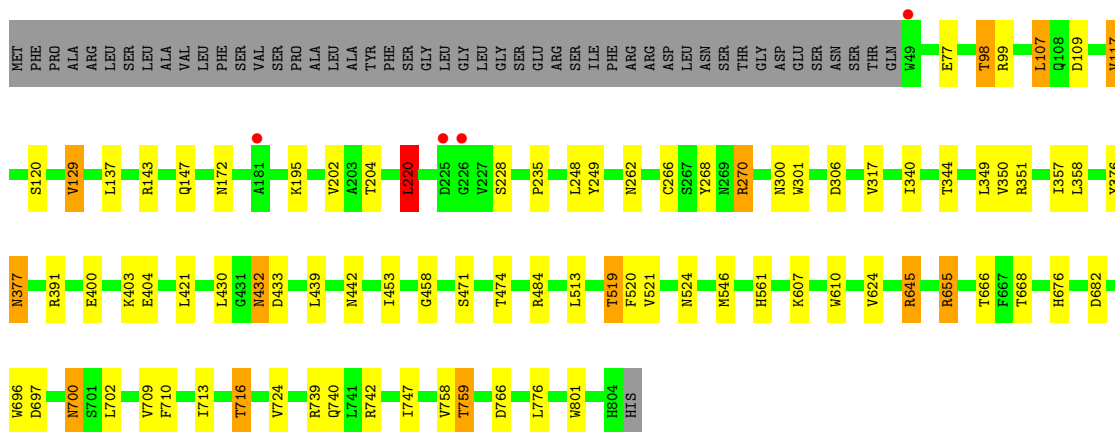 MET PHE PRO ALA ARG LEU SER LEU ALA VAL LEU PHE SER VAL SER PRO ALA LEU ALA TYR PHE SER GLY LEU GLY LEU GLY SER GLU ARG SER ILE PHE ARG ARG ASP LEU ASN SER THR GLY ASP GLU SER ASN SER THR GLN W49 E77 T98 R99 L107 Q108 D109 V117
S120 V129 L137 R143 Q147 N172 A181 K195 V202 A203 T204 L220 D225 G226 V227 S228 P235 L248 Y249 N262 C266 S267 Y268 N269 R270 N300 W301 D306 V317 I340 T344 L349 V350 R351 I357 L358
N377 R391 E400 K403 E404 L421 L430 G431 N432 D433 L439 N442 I453 G458 S471 T474 R484 L513 T519 F520 V521 N524 M546 H561 K607 W610 V624 R645 R655 T666 F667 T668 H676 D682
W696 D697 N700 S701 L702 V709 F710 I713 T716 V724 R739 Q740 L741 R742 I747 V758 T759 D766 L776 W801 H804 HIS